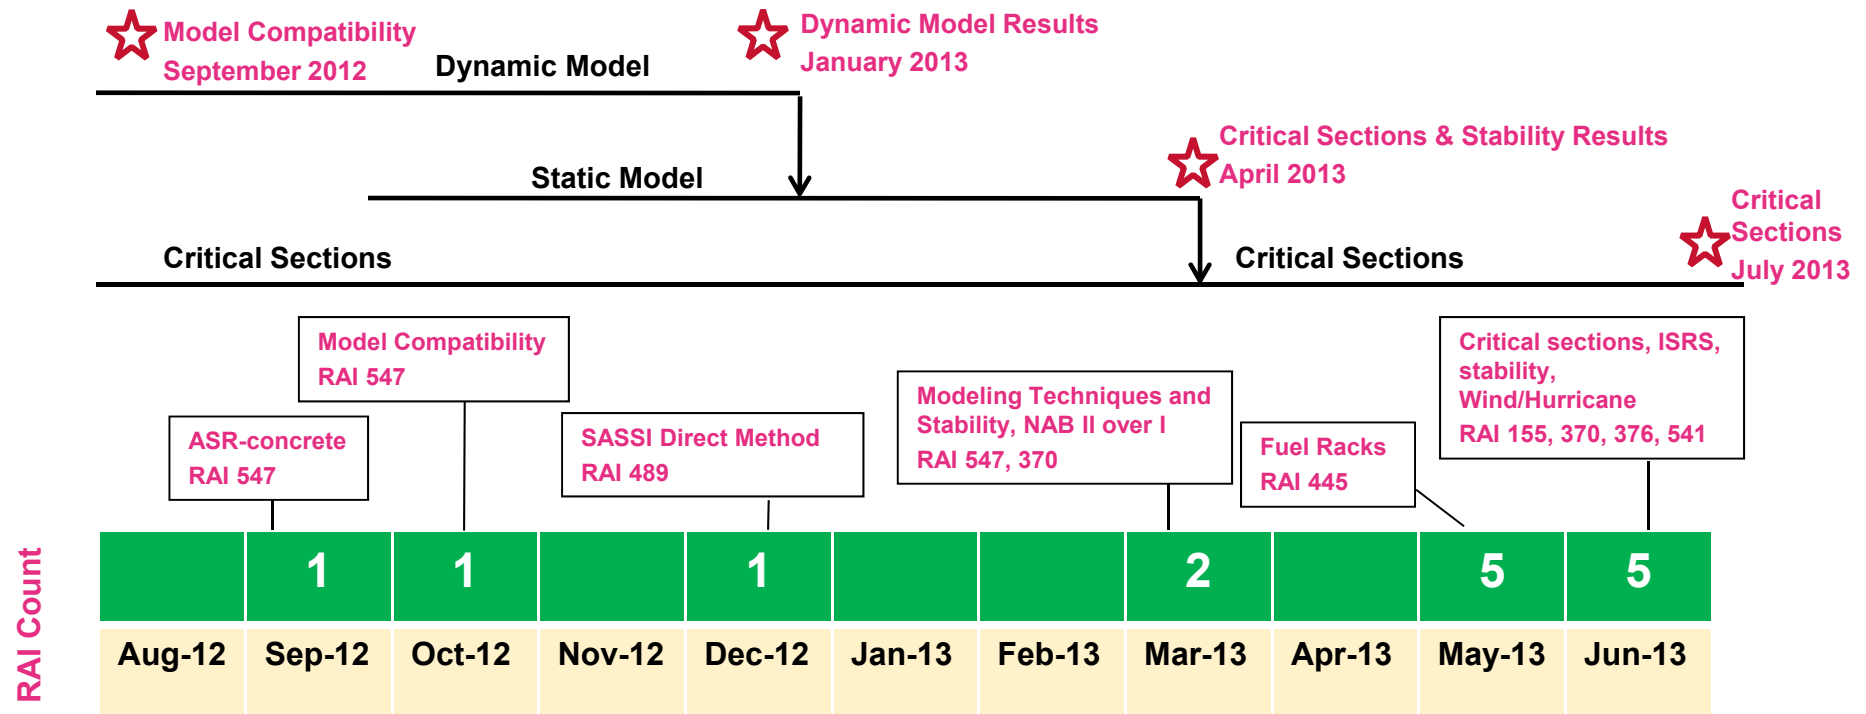 Model Compatibility
September 2012
Dynamic Model
Dynamic Model Results
January 2013
Critical Sections & Stability Results
April 2013
Static Model
Critical
Sections
July 2013
Critical Sections
Critical Sections
Model Compatibility
RAI 547
Critical sections, ISRS,
stability,
Wind/Hurricane
RAI 155, 370, 376, 541
Modeling Techniques and
Stability, NAB II over I
RAI 547, 370
ASR-concrete
RAI 547
SASSI Direct Method
RAI 489
Fuel Racks
RAI 445
RAI Count
1 1 1 2 5 5
Aug-12 Sep-12 Oct-12 Nov-12 Dec-12 Jan-13 Feb-13 Mar-13 Apr-13 May-13 Jun-13